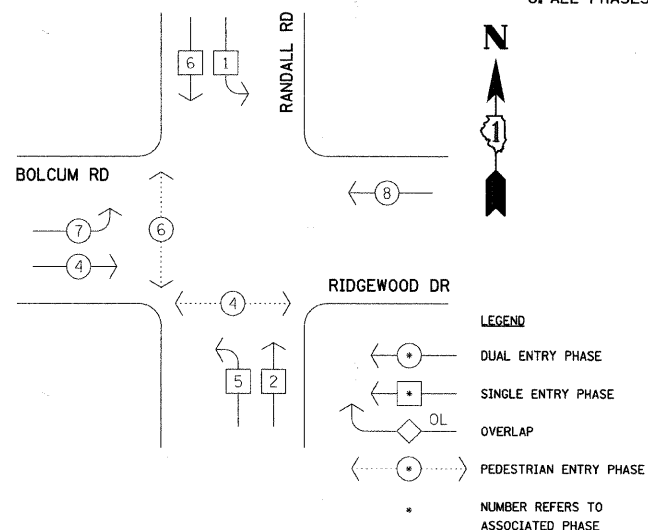 3. ALL PHASES
RANDALL RD
N
6 1
1
BOLCUM RD
8
7
6
4
4
RIDGEWOOD DR
5 2
LEGEND
* DUAL ENTRY PHASE
* SINGLE ENTRY PHASE
OL
OVERLAP
* PEDESTRIAN ENTRY PHASE
* NUMBER REFERS TO
ASSOCIATED PHASE